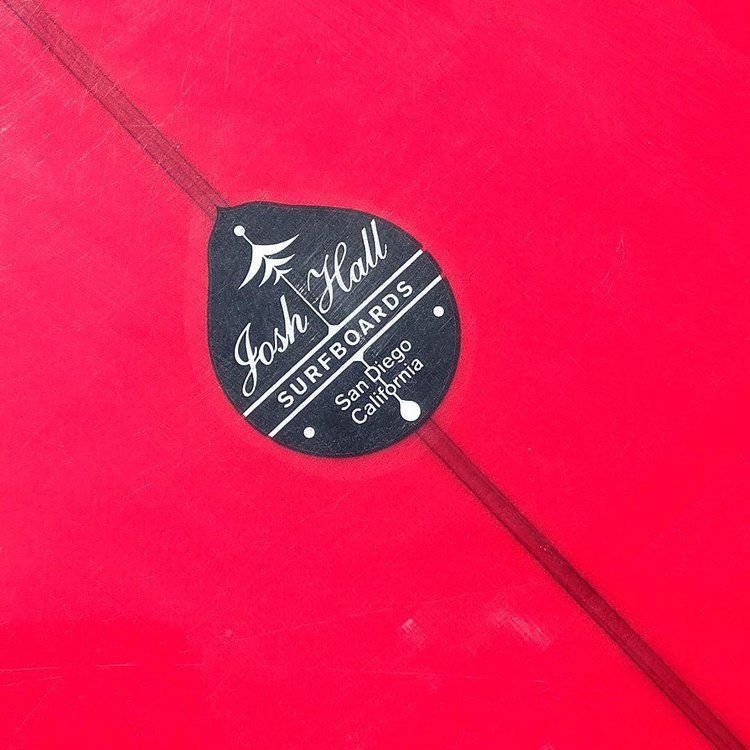 Josh Hall
SURFBOARDS
San Diego
California